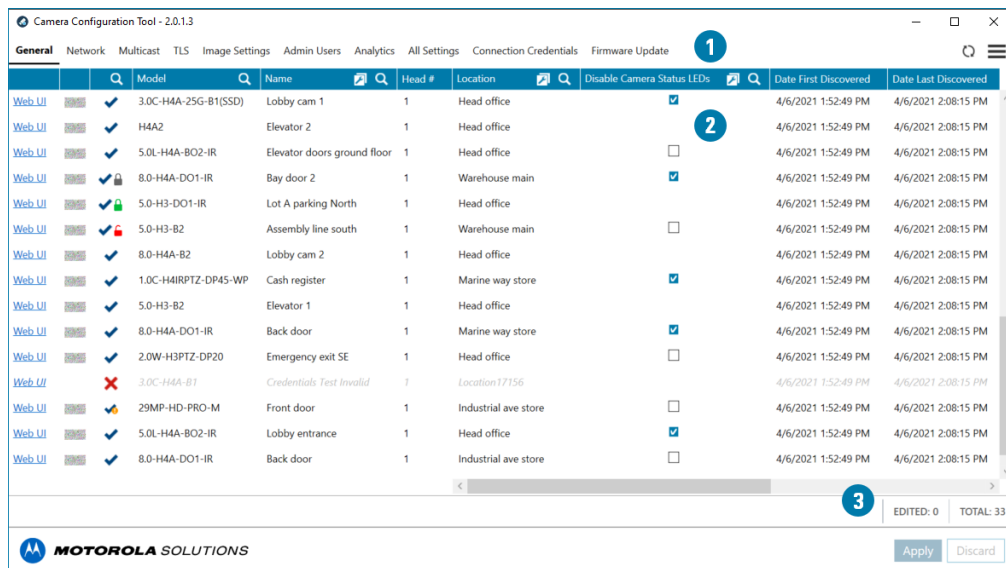 Camera Configuration Tool - 2.0.1.3
General Network Multicast TLS Image Settings Admin Users Analytics All Settings Connection Credentials Firmware Update 1
Model Name Head # Location Disable Camera Status LEDs Date First Discovered Date Last Discovered
Web UI 3.0C-H4A-25G-B1(SSD) Lobby cam 1 1 Head office 4/6/2021 1:52:49 PM 4/6/2021 2:08:15 PM
Web UI H4A2 Elevator 2 1 Head office 2 4/6/2021 1:52:49 PM 4/6/2021 2:08:15 PM
Web UI 5.0L-H4A-BO2-IR Elevator doors ground floor 1 Head office 4/6/2021 1:52:49 PM 4/6/2021 2:08:15 PM
Web UI 8.0-H4A-DO1-IR Bay door 2 1 Warehouse main 4/6/2021 1:52:49 PM 4/6/2021 2:08:15 PM
Web UI 5.0-H3-DO1-IR Lot A parking North 1 Head office 4/6/2021 1:52:49 PM 4/6/2021 2:08:15 PM
Web UI 5.0-H3-B2 Assembly line south 1 Warehouse main 4/6/2021 1:52:49 PM 4/6/2021 2:08:15 PM
Web UI 8.0-H4A-B2 Lobby cam 2 1 Head office 4/6/2021 1:52:49 PM 4/6/2021 2:08:15 PM
Web UI 1.0C-H4IRPTZ-DP45-WP Cash register 1 Marine way store 4/6/2021 1:52:49 PM 4/6/2021 2:08:15 PM
Web UI 5.0-H3-B2 Elevator 1 1 Head office 4/6/2021 1:52:49 PM 4/6/2021 2:08:15 PM
Web UI 8.0-H4A-DO1-IR Back door 1 Marine way store 4/6/2021 1:52:49 PM 4/6/2021 2:08:15 PM
Web UI 2.0W-H3PTZ-DP20 Emergency exit SE 1 Head office 4/6/2021 1:52:49 PM 4/6/2021 2:08:15 PM
Web UI 3.0C-H4A-B1 Credentials Test Invalid 1 Location17156 4/6/2021 1:52:49 PM 4/6/2021 2:08:15 PM
Web UI 29MP-HD-PRO-M Front door 1 Industrial ave store 4/6/2021 1:52:49 PM 4/6/2021 2:08:15 PM
Web UI 5.0L-H4A-BO2-IR Lobby entrance 1 Head office 4/6/2021 1:52:49 PM 4/6/2021 2:08:15 PM
Web UI 8.0-H4A-DO1-IR Back door 1 Industrial ave store 4/6/2021 1:52:49 PM 4/6/2021 2:08:15 PM
3 EDITED: 0 TOTAL: 33
MOTOROLA SOLUTIONS Apply Discard